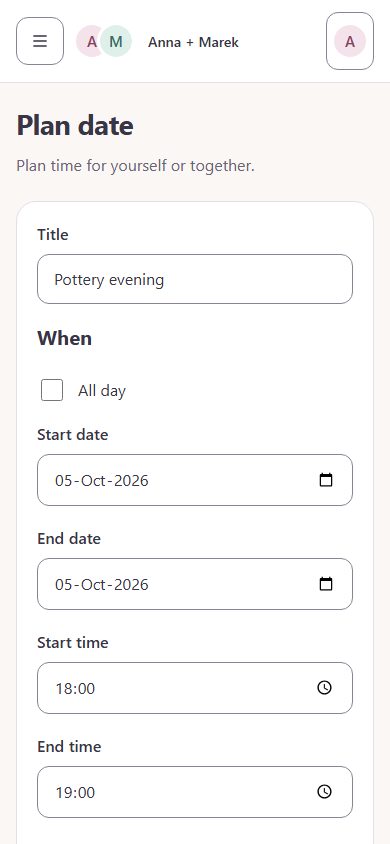 A M Anna + Marek A
Plan date
Plan time for yourself or together.
Title
Pottery evening
When
All day
Start date
05-Oct-2026
End date
05-Oct-2026
Start time
18:00
End time
19:00